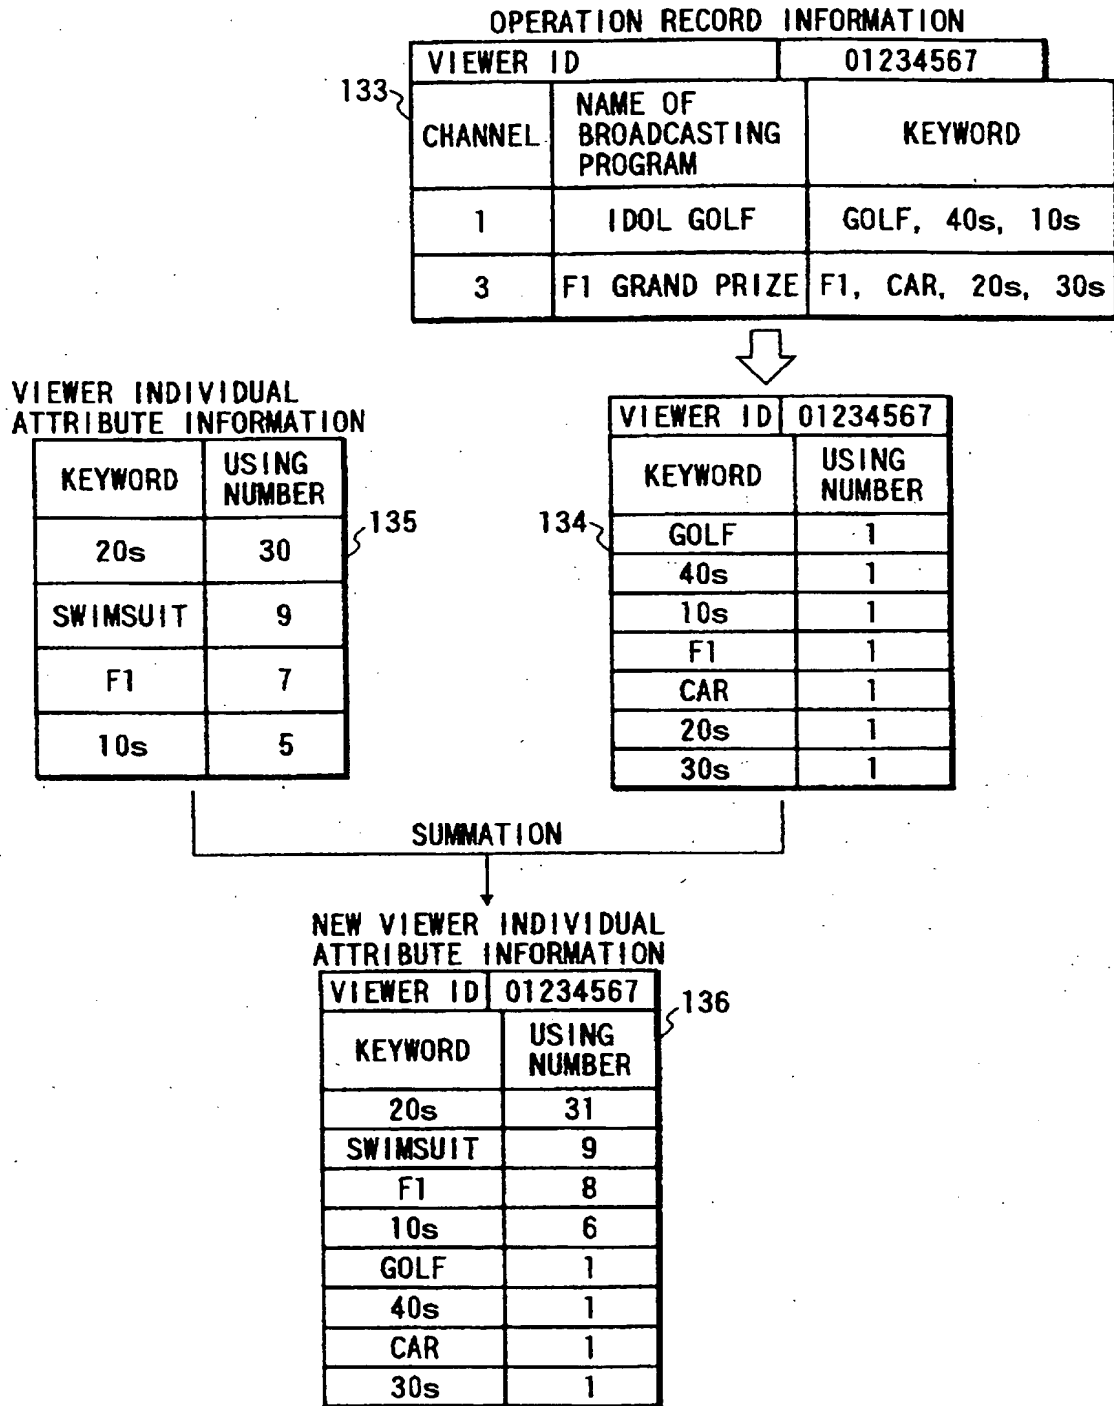 OPERATION RECORD INFORMATION
VIEWER ID 01234567
133
CHANNEL
NAME OF
BROADCASTING
PROGRAM
KEYWORD
1 IDOL GOLF GOLF, 40s, 10s
3 F1 GRAND PRIZE F1, CAR, 20s, 30s
VIEWER INDIVIDUAL
ATTRIBUTE INFORMATION
KEYWORD
USING
NUMBER
135
20s 30
SWIMSUIT 9
F1 7
10s 5
VIEWER ID 01234567
KEYWORD
USING
NUMBER
134
GOLF 1
40s 1
10s 1
F1 1
CAR 1
20s 1
30s 1
SUMMATION
NEW VIEWER INDIVIDUAL
ATTRIBUTE INFORMATION
VIEWER ID 01234567
136
KEYWORD
USING
NUMBER
20s 31
SWIMSUIT 9
F1 8
10s 6
GOLF 1
40s 1
CAR 1
30s 1